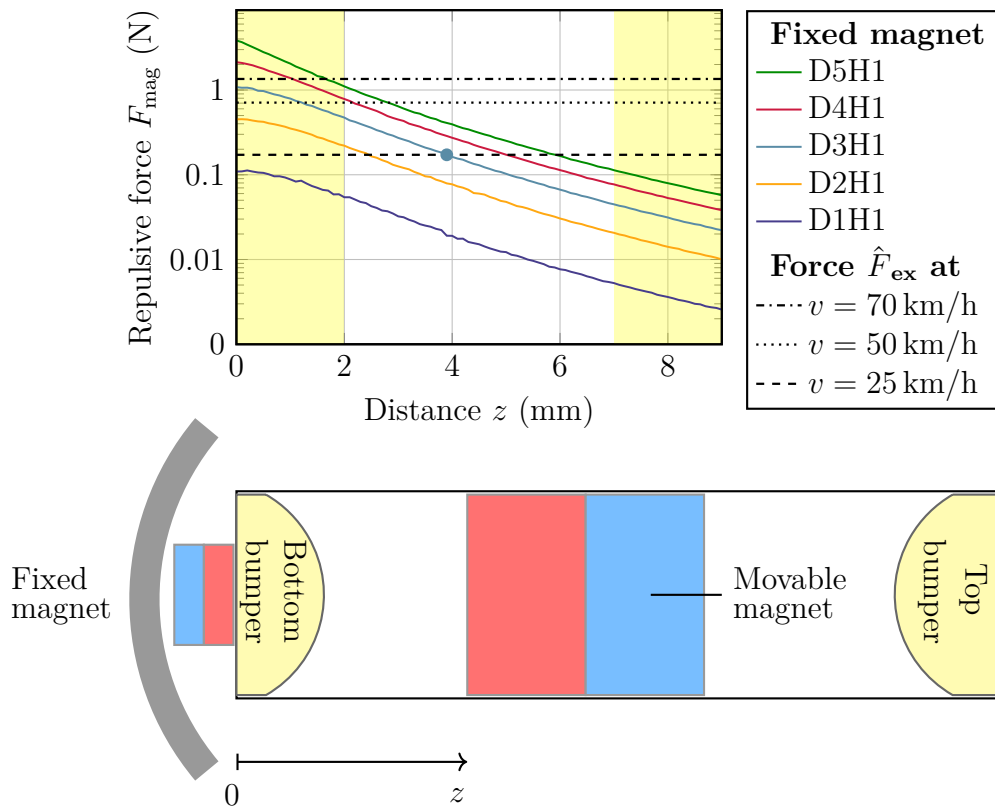 Repulsive force F_mag (N)
1
0.1
0.01
0
0 2 4 6 8
Distance z (mm)
Fixed magnet
D5H1
D4H1
D3H1
D2H1
D1H1
Force F̂_ex at
v = 70 km/h
v = 50 km/h
v = 25 km/h
Fixed
magnet
Bottom
bumper
Movable
magnet
Top
bumper
0
z